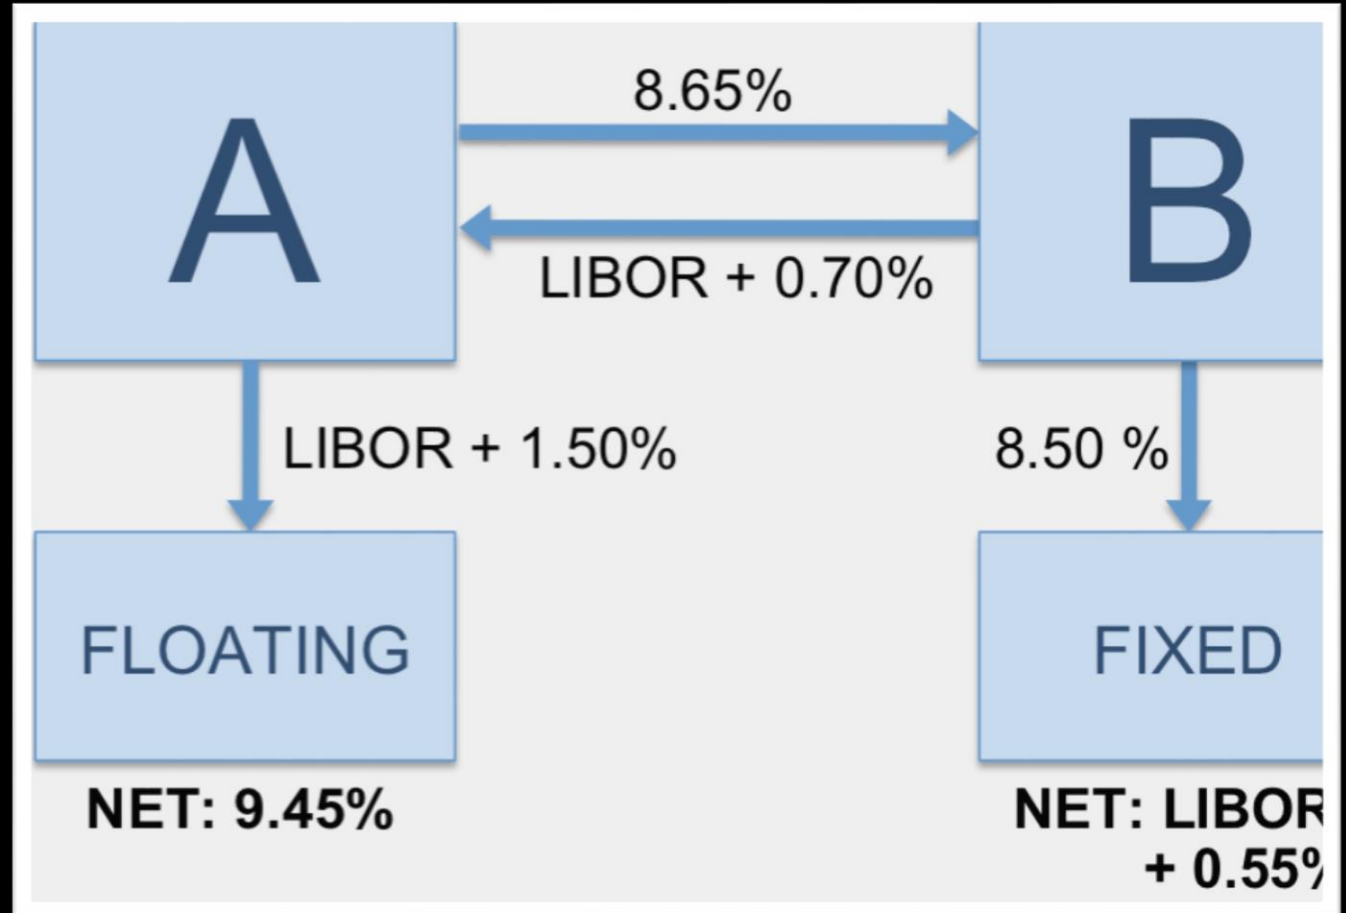 8.65%
A
B
LIBOR + 0.70%
LIBOR + 1.50%
8.50 %
FLOATING
FIXED
NET: 9.45%
NET: LIBOR
+ 0.55%